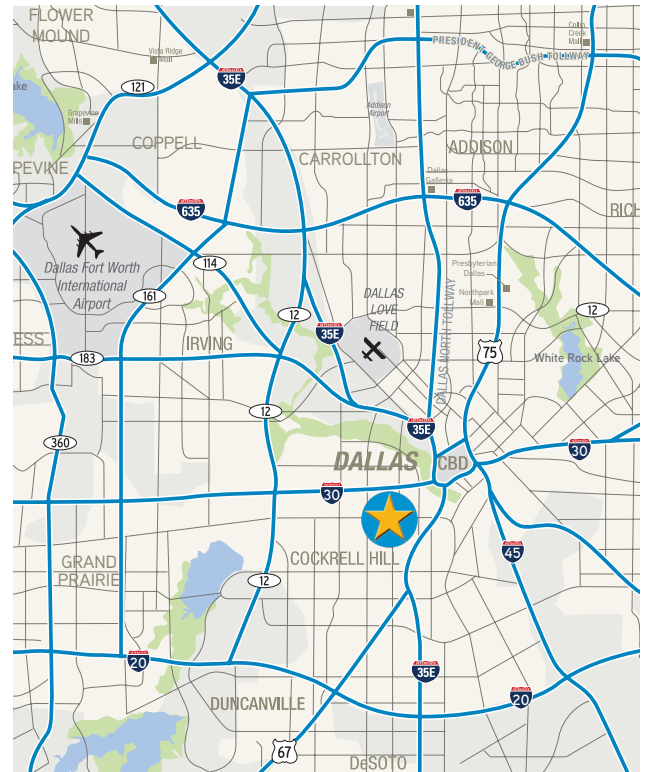 FLOWER
MOUND
Vista Ridge
Mall
Collin
Creek
Mall
PRESIDENT GEORGE BUSH TOLLWAY
35E
121
ake
Grapevine
Mills
Addison
Airport
COPPELL
CARROLLTON
ADDISON
PEVINE
Dallas
Galleria
635
635
RICH
Dallas Fort Worth
International
Airport
114
161
Presbyterian
Dallas
Northpark
Mall
DALLAS
LOVE
FIELD
DALLAS NORTH TOLLWAY
12
12
35E
ESS
183
IRVING
75
White Rock Lake
12
35E
360
30
DALLAS
CBD
30
45
GRAND
PRAIRIE
COCKRELL HILL
12
20
35E
20
DUNCANVILLE
67
DeSOTO